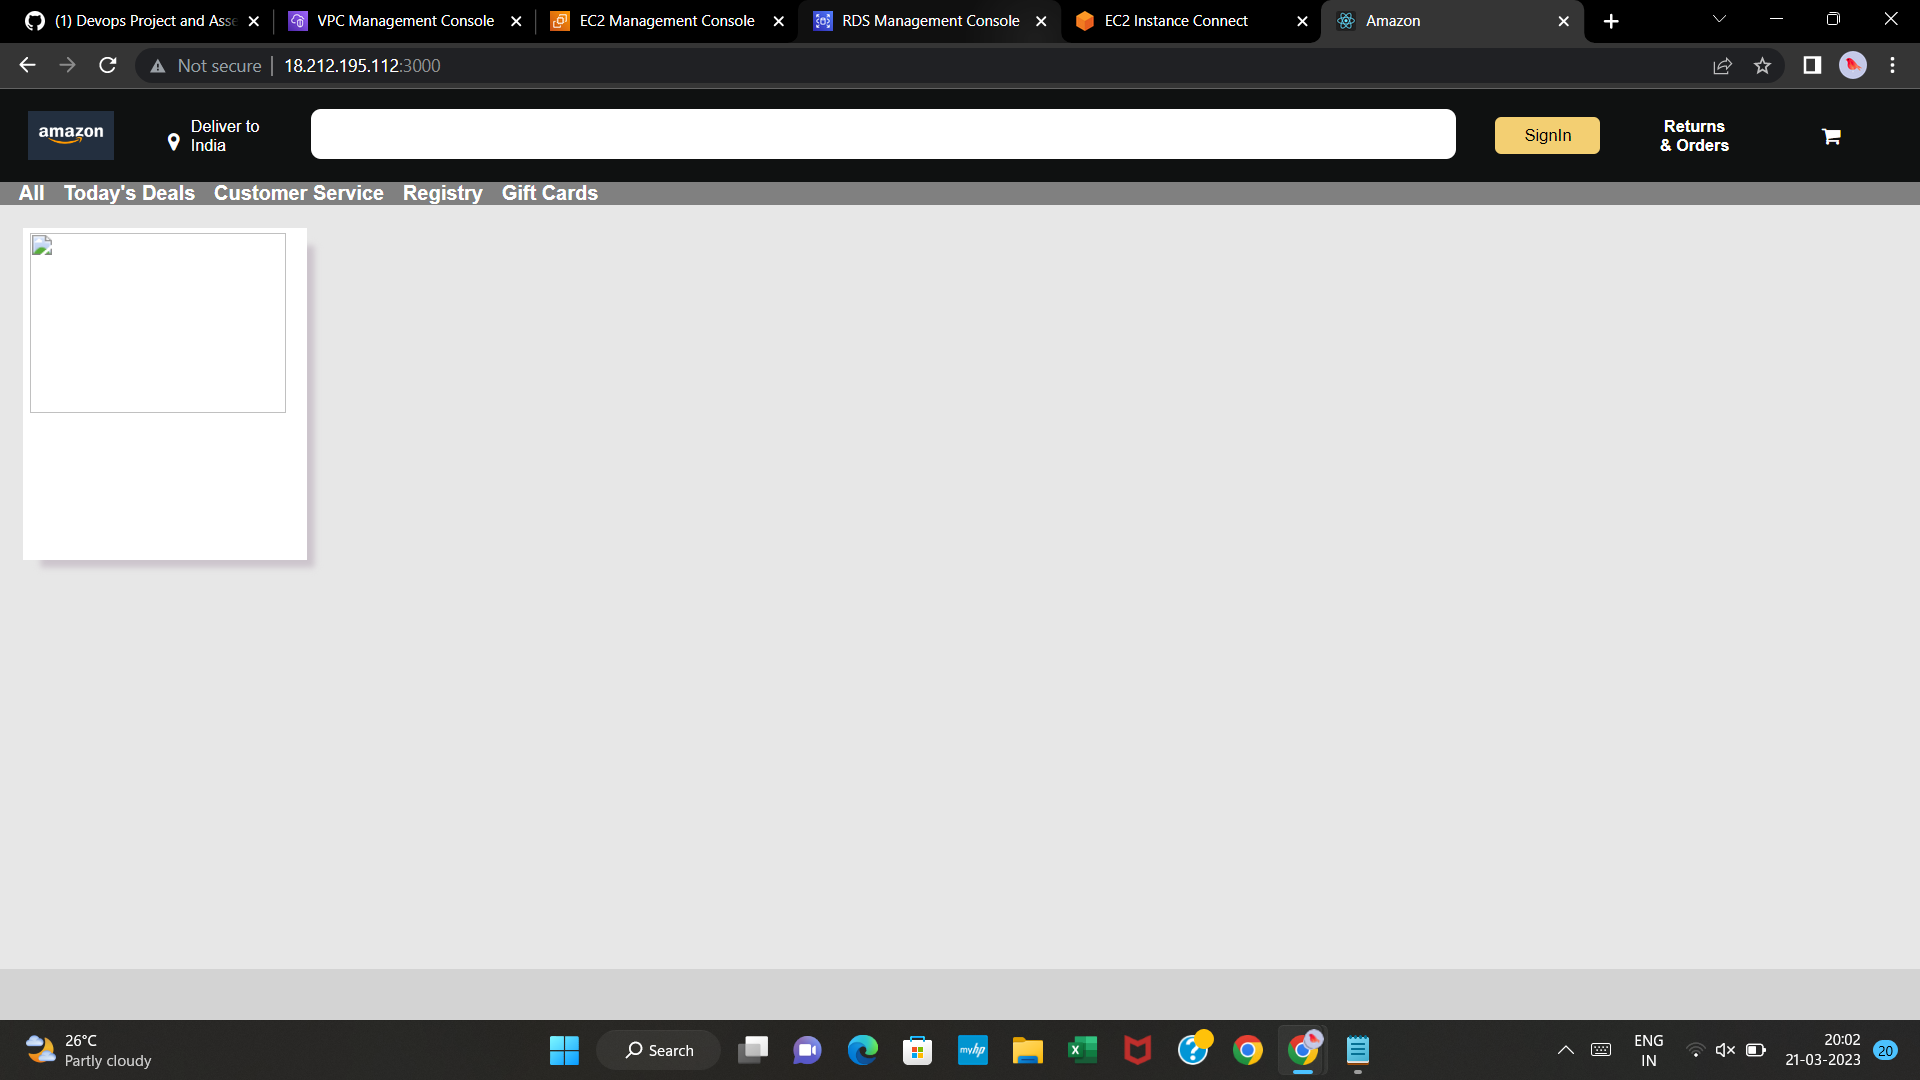 (1) Devops Project and Asse
VPC Management Console
EC2 Management Console
RDS Management Console
EC2 Instance Connect
Amazon
Not secure
18.212.195.112:3000
amazon
Deliver to
India
SignIn
Returns
& Orders
All Today's Deals Customer Service Registry Gift Cards
26°C
Partly cloudy
Search
myhp
ENG
IN
20:02
21-03-2023
20